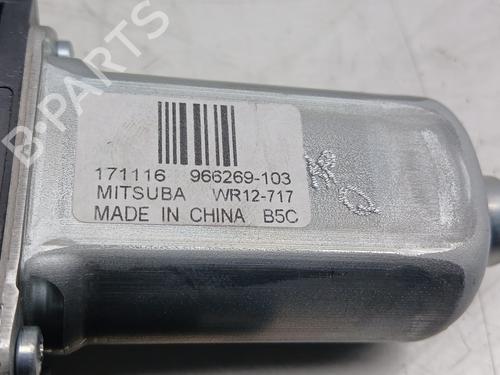 B-PARTS
171116 966269-103
MITSUBA WR12-717
MADE IN CHINA B5C